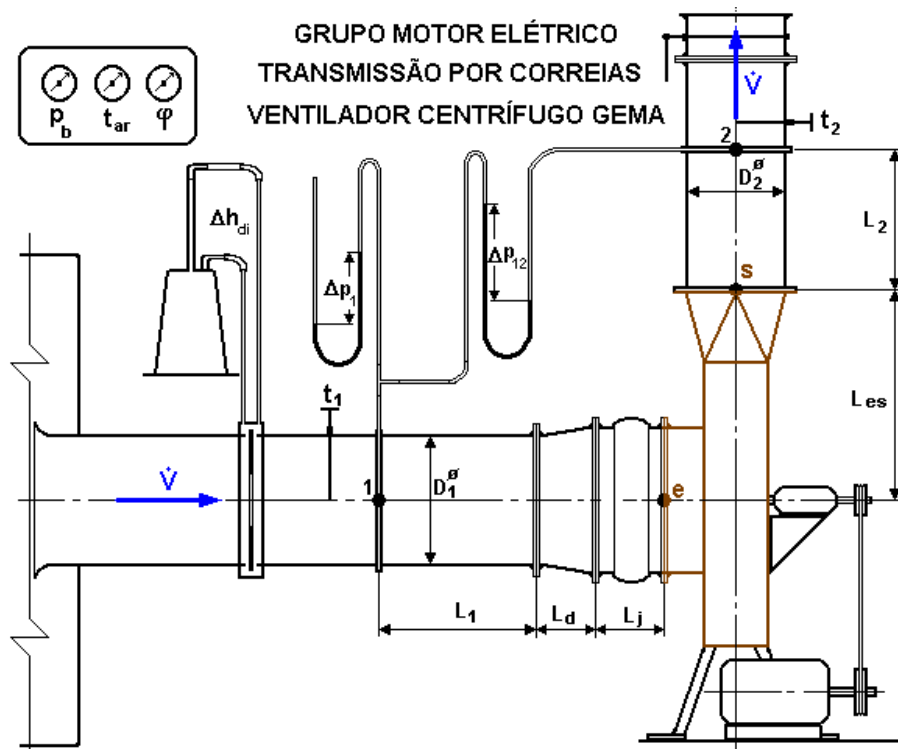 GRUPO MOTOR ELÉTRICO
TRANSMISSÃO POR CORREIAS
VENTILADOR CENTRÍFUGO GEMA
p_b t_ar φ
V̇
t_2
2
D_2^ø
L_2
Δh_di
Δp_1
Δp_12
s
L_es
t_1
V̇
1
D_1^ø
e
L_1
L_d
L_j